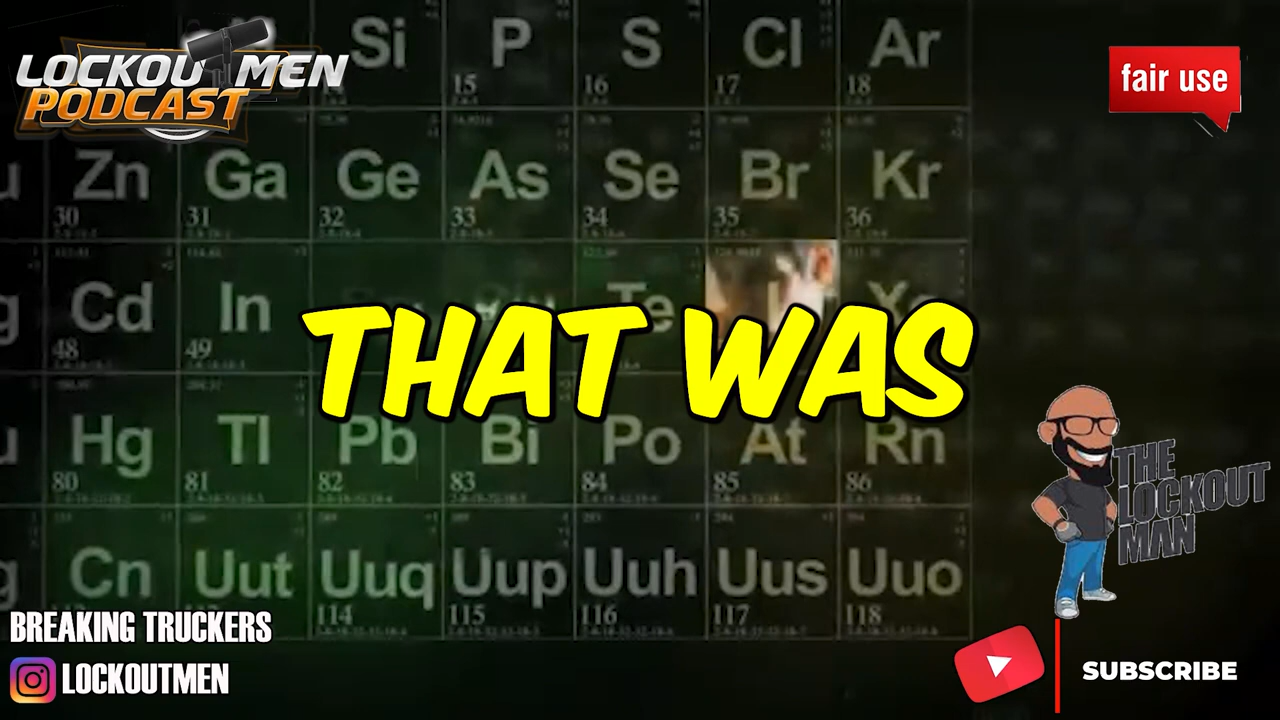 LOCKOUTMEN
PODCAST
fair use
Si P S Cl Ar
15 16 17 18
Zn Ga Ge As Se Br Kr
30 31 32 33 34 35 36
Cd In Te I Xe
48 49
THAT WAS
Hg Tl Pb Bi Po At Rn
80 81 82 83 84 85 86
THE
LOCKOUT
MAN
Cn Uut Uuq Uup Uuh Uus Uuo
114 115 116 117 118
BREAKING TRUCKERS
LOCKOUTMEN
SUBSCRIBE